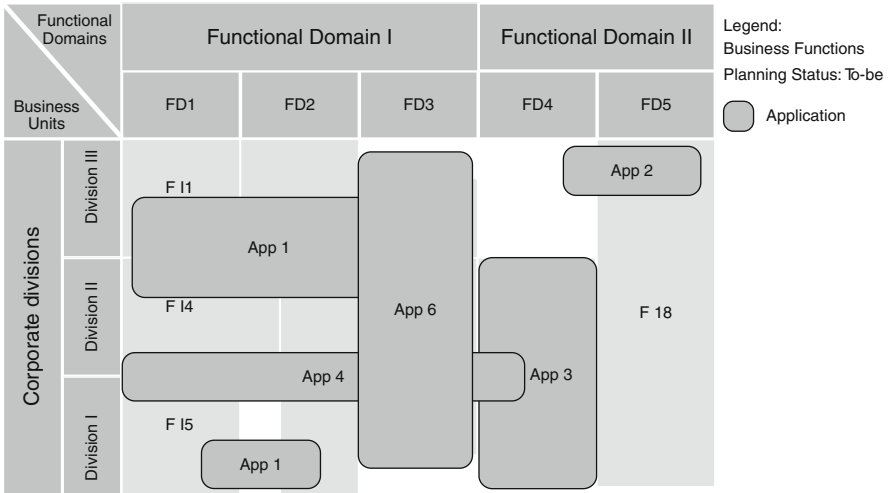 Functional
Domains
Business
Units
Functional Domain I
Functional Domain II
FD1
FD2
FD3
FD4
FD5
Legend:
Business Functions
Planning Status: To-be
Application
Corporate divisions
Division III
Division II
Division I
F I1
App 1
F I4
App 4
F I5
App 1
App 6
App 2
App 3
F 18